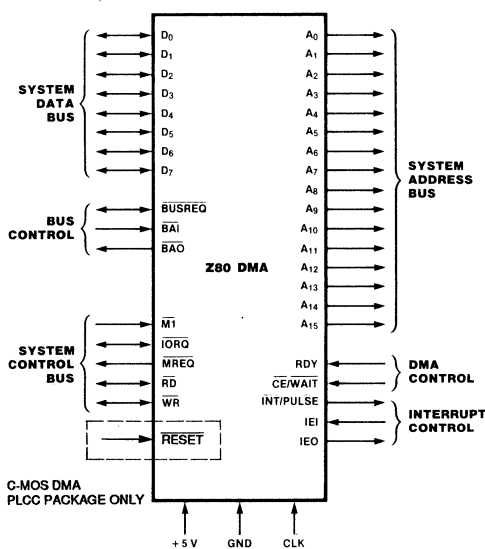 SYSTEM
DATA
BUS
D0
D1
D2
D3
D4
D5
D6
D7
BUS
CONTROL
BUSREQ
BAI
BAO
SYSTEM
CONTROL
BUS
M1
IORQ
MREQ
RD
WR
RESET
C-MOS DMA
PLCC PACKAGE ONLY
Z80 DMA
A0
A1
A2
A3
A4
A5
A6
A7
A8
A9
A10
A11
A12
A13
A14
A15
SYSTEM
ADDRESS
BUS
RDY
CE/WAIT
DMA
CONTROL
INT/PULSE
IEI
IEO
INTERRUPT
CONTROL
+5 V
GND
CLK